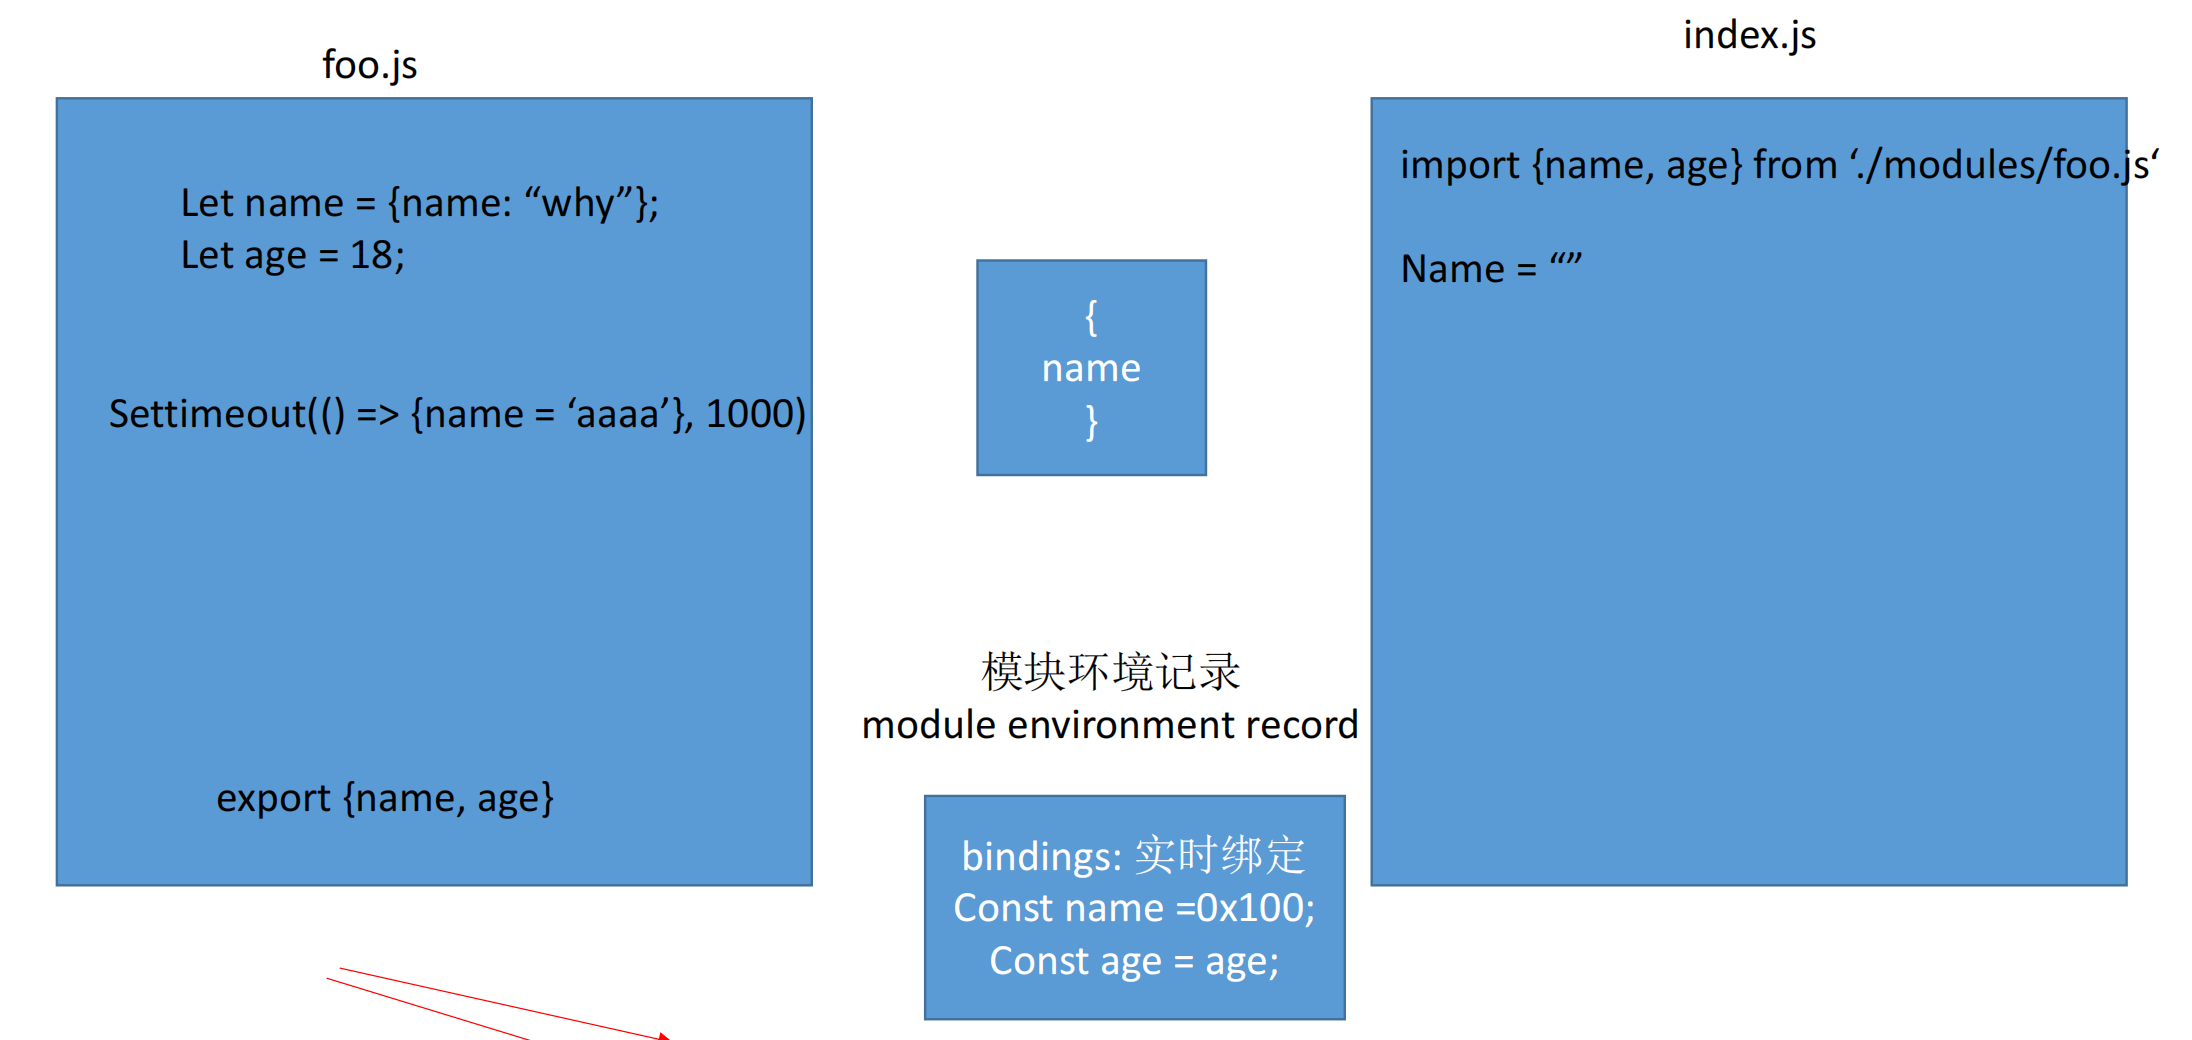 foo.js
Let name = {name: “why”};
Let age = 18;
Settimeout(() => {name = ‘aaaa’}, 1000)
export {name, age}
{
name
}
模块环境记录
module environment record
bindings: 实时绑定
Const name =0x100;
Const age = age;
index.js
import {name, age} from ‘./modules/foo.js‘
Name = “”